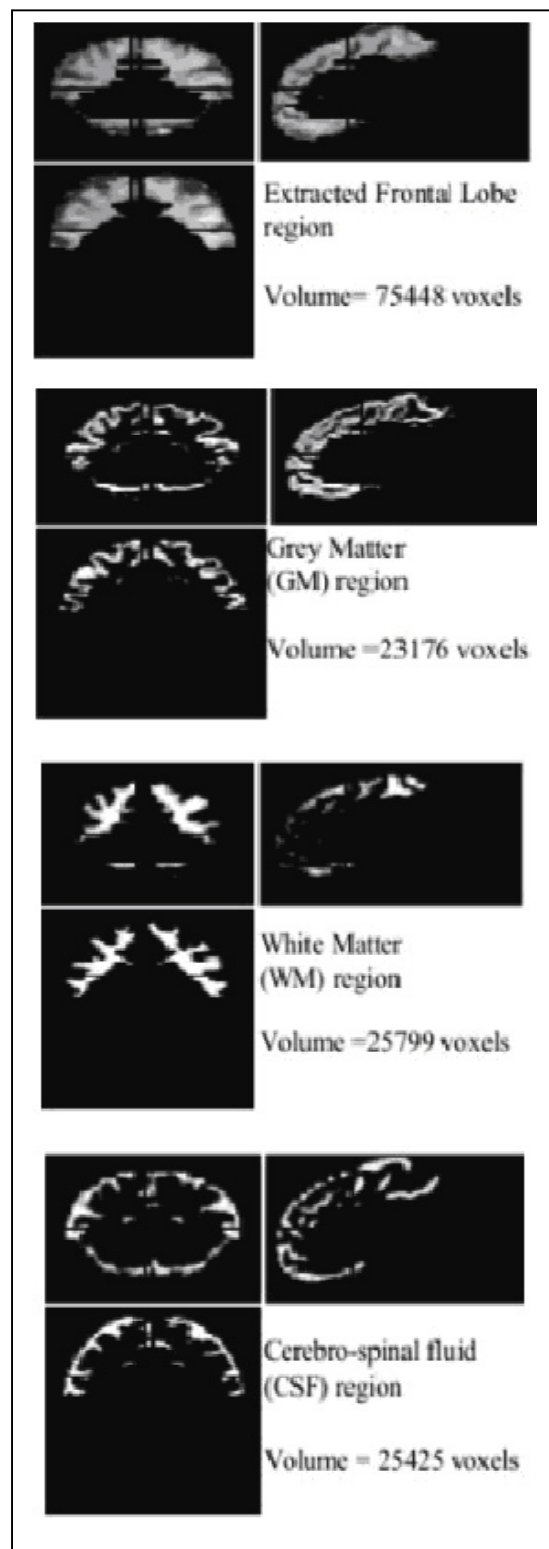 Extracted Frontal Lobe
region
Volume= 75448 voxels
Grey Matter
(GM) region
Volume =23176 voxels
White Matter
(WM) region
Volume =25799 voxels
Cerebro-spinal fluid
(CSF) region
Volume = 25425 voxels